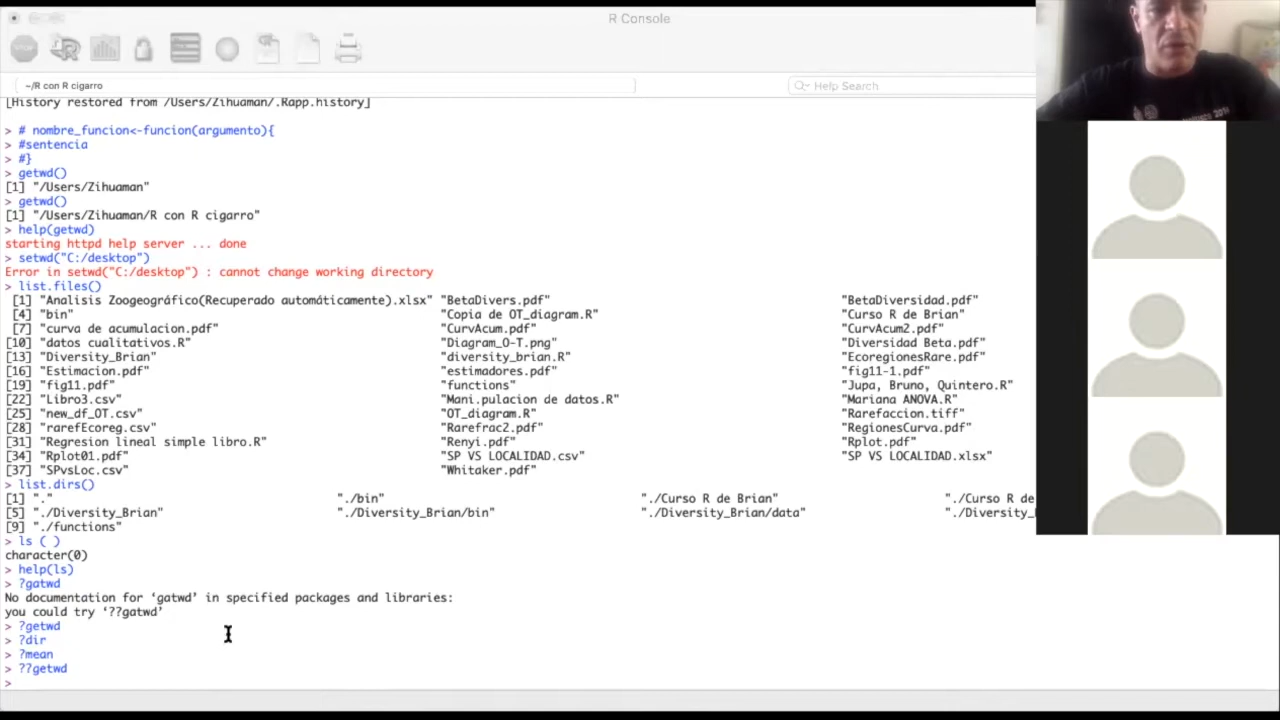 R Console
~/R con R cigarro
Help Search
[History restored from /Users/Zihuaman/.Rapp.history]
> # nombre_funcion<-funcion(argumento){
> #sentencia
> #}
> getwd()
[1] "/Users/Zihuaman"
> getwd()
[1] "/Users/Zihuaman/R con R cigarro"
> help(getwd)
starting httpd help server ... done
> setwd("C:/desktop")
Error in setwd("C:/desktop") : cannot change working directory
> list.files()
[1] "Analisis Zoogeográfico(Recuperado automáticamente).xlsx" "BetaDivers.pdf" "BetaDiversidad.pdf"
[4] "bin" "Copia de OT_diagram.R" "Curso R de Brian"
[7] "curva de acumulacion.pdf" "CurvAcum.pdf" "CurvAcum2.pdf"
[10] "datos cualitativos.R" "Diagram_O-T.png" "Diversidad Beta.pdf"
[13] "Diversity_Brian" "diversity_brian.R" "EcoregionesRare.pdf"
[16] "Estimacion.pdf" "estimadores.pdf" "fig11-1.pdf"
[19] "fig11.pdf" "functions" "Jupa, Bruno, Quintero.R"
[22] "Libro3.csv" "Mani.pulacion de datos.R" "Mariana ANOVA.R"
[25] "new_df_OT.csv" "OT_diagram.R" "Rarefaccion.tiff"
[28] "rarefEcoreg.csv" "Rarefrac2.pdf" "RegionesCurva.pdf"
[31] "Regresion lineal simple libro.R" "Renyi.pdf" "Rplot.pdf"
[34] "Rplot01.pdf" "SP VS LOCALIDAD.csv" "SP VS LOCALIDAD.xlsx"
[37] "SPvsLoc.csv" "Whitaker.pdf"
> list.dirs()
[1] "." "./bin" "./Curso R de Brian" "./Curso R de
[5] "./Diversity_Brian" "./Diversity_Brian/bin" "./Diversity_Brian/data" "./Diversity_
[9] "./functions"
> ls ( )
character(0)
> help(ls)
> ?gatwd
No documentation for ‘gatwd’ in specified packages and libraries:
you could try ‘??gatwd’
> ?getwd
> ?dir
> ?mean
> ??getwd
>